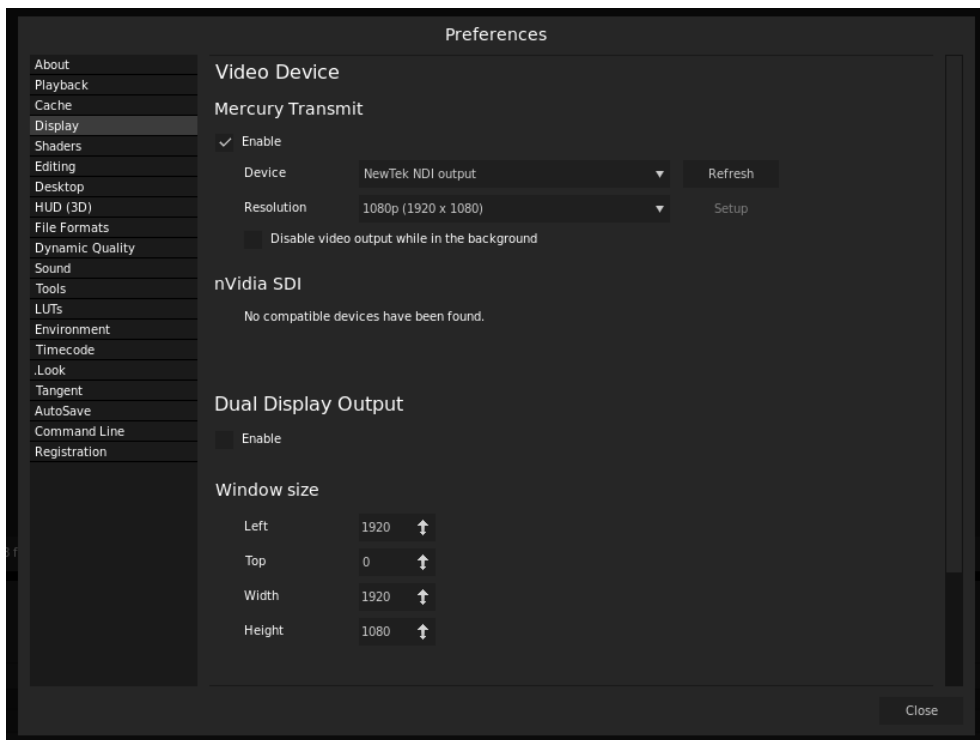 Preferences
About
Playback
Cache
Display
Shaders
Editing
Desktop
HUD (3D)
File Formats
Dynamic Quality
Sound
Tools
LUTs
Environment
Timecode
.Look
Tangent
AutoSave
Command Line
Registration
Video Device
Mercury Transmit
Enable
Device NewTek NDI output Refresh
Resolution 1080p (1920 x 1080) Setup
Disable video output while in the background
nVidia SDI
No compatible devices have been found.
Dual Display Output
Enable
Window size
Left 1920
Top 0
Width 1920
Height 1080
Close